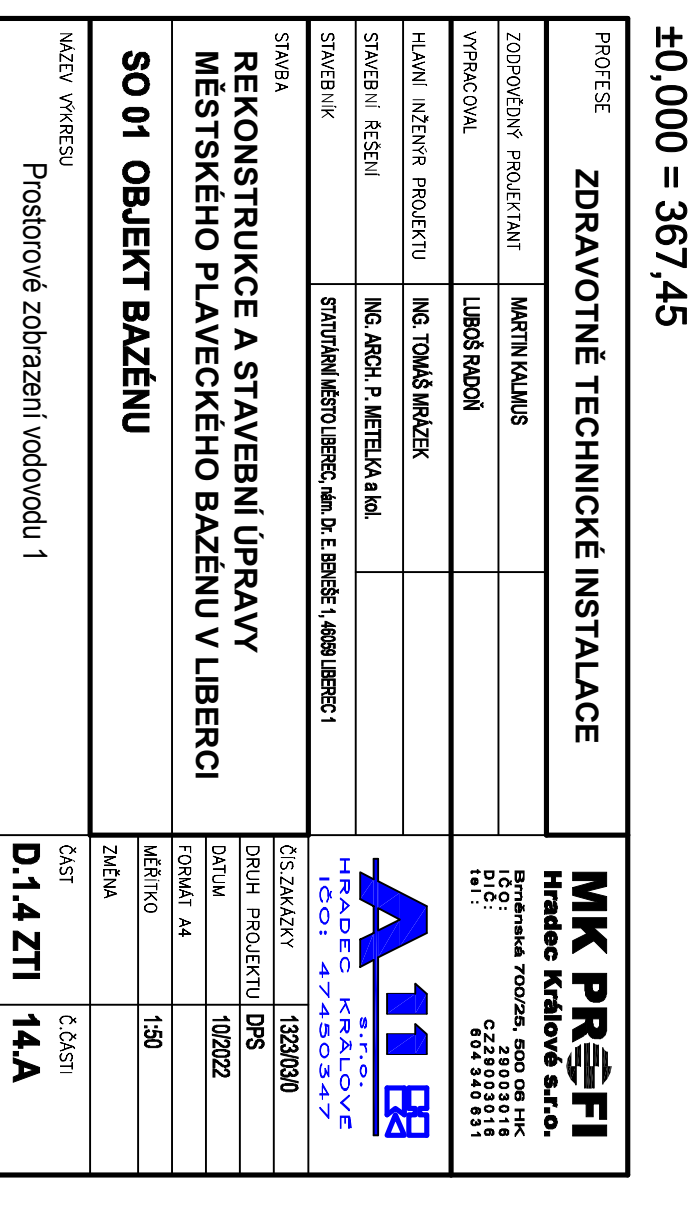 ±0,000 = 367,45
PROFESE
ZDRAVOTNĚ TECHNICKÉ INSTALACE
MK PROFI
Hradec Králové s.r.o.
Brněnská 700/25, 500 06 HK
IČO: 29003016
DIČ: CZ29003016
tel: 604 340 631
ZODPOVĚDNÝ PROJEKTANT MARTIN KALMUS
VYPRACOVAL LUBOŠ RADOŇ
HLAVNÍ INŽENÝR PROJEKTU ING. TOMÁŠ MRÁZEK
STAVEBNÍ ŘEŠENÍ ING. ARCH. P. METELKA a kol.
STAVEBNÍK STATUTÁRNÍ MĚSTO LIBEREC, nám. Dr. E. BENEŠE 1, 46059 LIBEREC 1
A 11
s.r.o.
HRADEC KRÁLOVÉ
IČO: 47450347
STAVBA
REKONSTRUKCE A STAVEBNÍ ÚPRAVY
MĚSTSKÉHO PLAVECKÉHO BAZÉNU V LIBERCI
SO 01 OBJEKT BAZÉNU
ČÍS.ZAKÁZKY 1323/03/0
DRUH PROJEKTU DPS
DATUM 10/2022
FORMÁT A4
MĚŘÍTKO 1:50
ZMĚNA
NÁZEV VÝKRESU
Prostorové zobrazení vodovodu 1
ČÁST
D.1.4 ZTI
Č.ČÁSTI
14.A